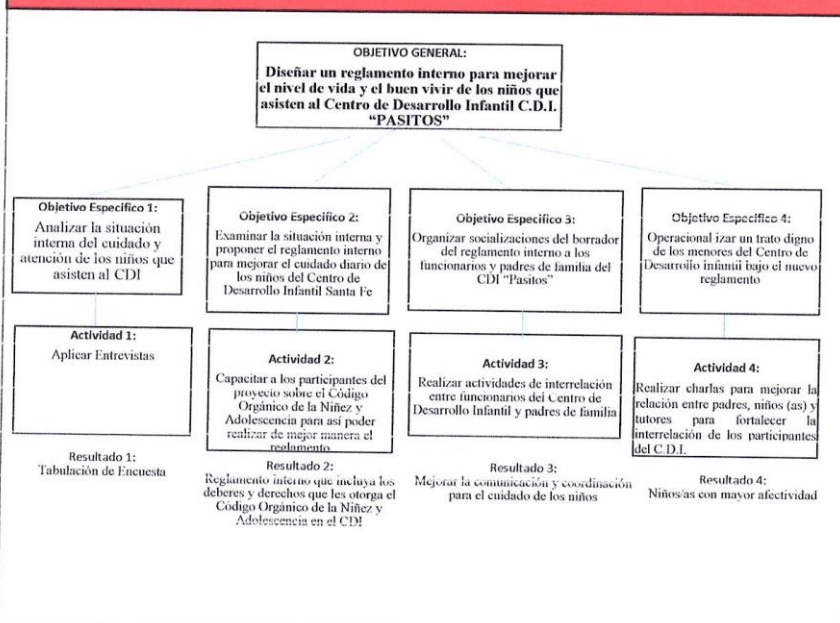 OBJETIVO GENERAL:
Diseñar un reglamento interno para mejorar
el nivel de vida y el buen vivir de los niños que
asisten al Centro de Desarrollo Infantil C.D.I.
“PASITOS”
Objetivo Especifico 1:
Analizar la situación
interna del cuidado y
atención de los niños que
asisten al CDI
Objetivo Especifico 2:
Examinar la situación interna y
proponer el reglamento interno
para mejorar el cuidado diario de
los niños del Centro de
Desarrollo Infantil Santa Fe
Objetivo Especifico 3:
Organizar socializaciones del borrador
del reglamento interno a los
funcionarios y padres de familia del
CDI “Pasitos”
Objetivo Especifico 4:
Operacional izar un trato digno
de los menores del Centro de
Desarrollo infantil bajo el nuevo
reglamento
Actividad 1:
Aplicar Entrevistas
Actividad 2:
Capacitar a los participantes del
proyecto sobre el Código
Orgánico de la Niñez y
Adolescencia para así poder
realizar de mejor manera el
reglamento
Actividad 3:
Realizar actividades de interrelación
entre funcionarios del Centro de
Desarrollo Infantil y padres de familia
Actividad 4:
Realizar charlas para mejorar la
relación entre padres, niños (as) y
tutores para fortalecer la
interrelación de los participantes
del C.D.I.
Resultado 1:
Tabulación de Encuesta
Resultado 2:
Reglamento interno que incluya los
deberes y derechos que les otorga el
Código Orgánico de la Niñez y
Adolescencia en el CDI
Resultado 3:
Mejorar la comunicación y coordinación
para el cuidado de los niños
Resultado 4:
Niños/as con mayor afectividad